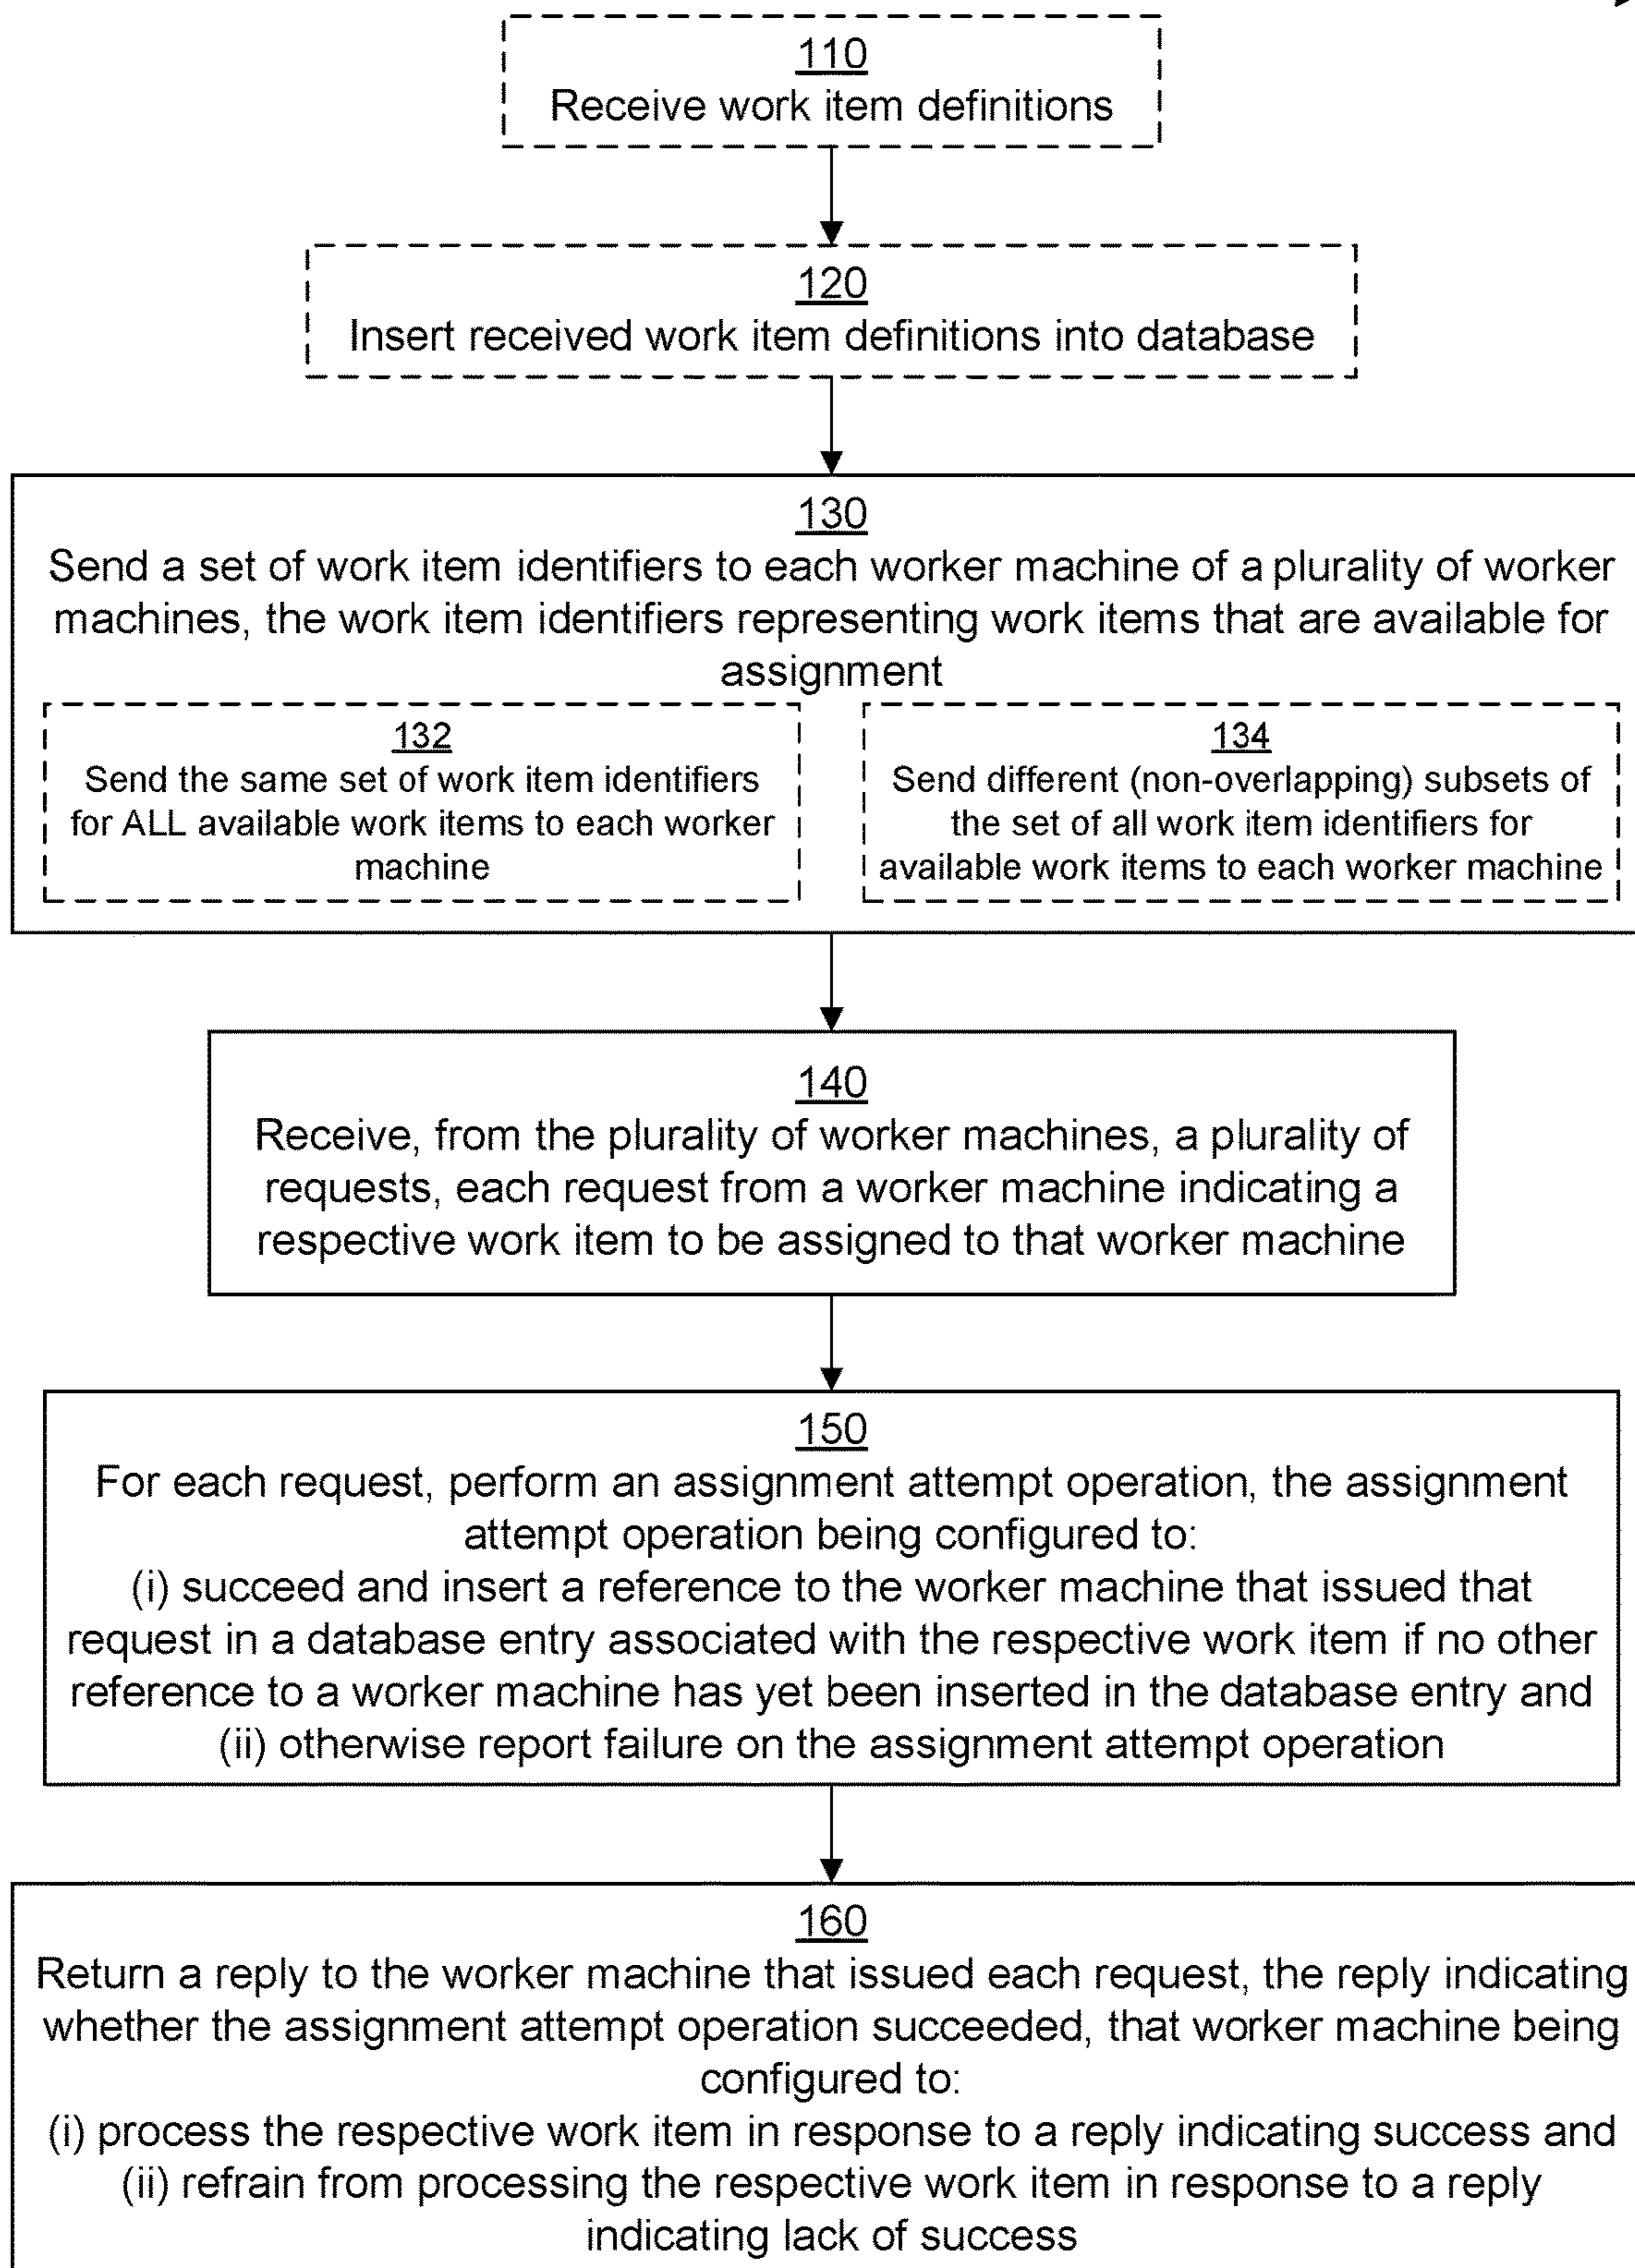 110
Receive work item definitions
120
Insert received work item definitions into database
130
Send a set of work item identifiers to each worker machine of a plurality of worker
machines, the work item identifiers representing work items that are available for
assignment
132
Send the same set of work item identifiers
for ALL available work items to each worker
machine
134
Send different (non-overlapping) subsets of
the set of all work item identifiers for
available work items to each worker machine
140
Receive, from the plurality of worker machines, a plurality of
requests, each request from a worker machine indicating a
respective work item to be assigned to that worker machine
150
For each request, perform an assignment attempt operation, the assignment
attempt operation being configured to:
(i) succeed and insert a reference to the worker machine that issued that
request in a database entry associated with the respective work item if no other
reference to a worker machine has yet been inserted in the database entry and
(ii) otherwise report failure on the assignment attempt operation
160
Return a reply to the worker machine that issued each request, the reply indicating
whether the assignment attempt operation succeeded, that worker machine being
configured to:
(i) process the respective work item in response to a reply indicating success and
(ii) refrain from processing the respective work item in response to a reply
indicating lack of success